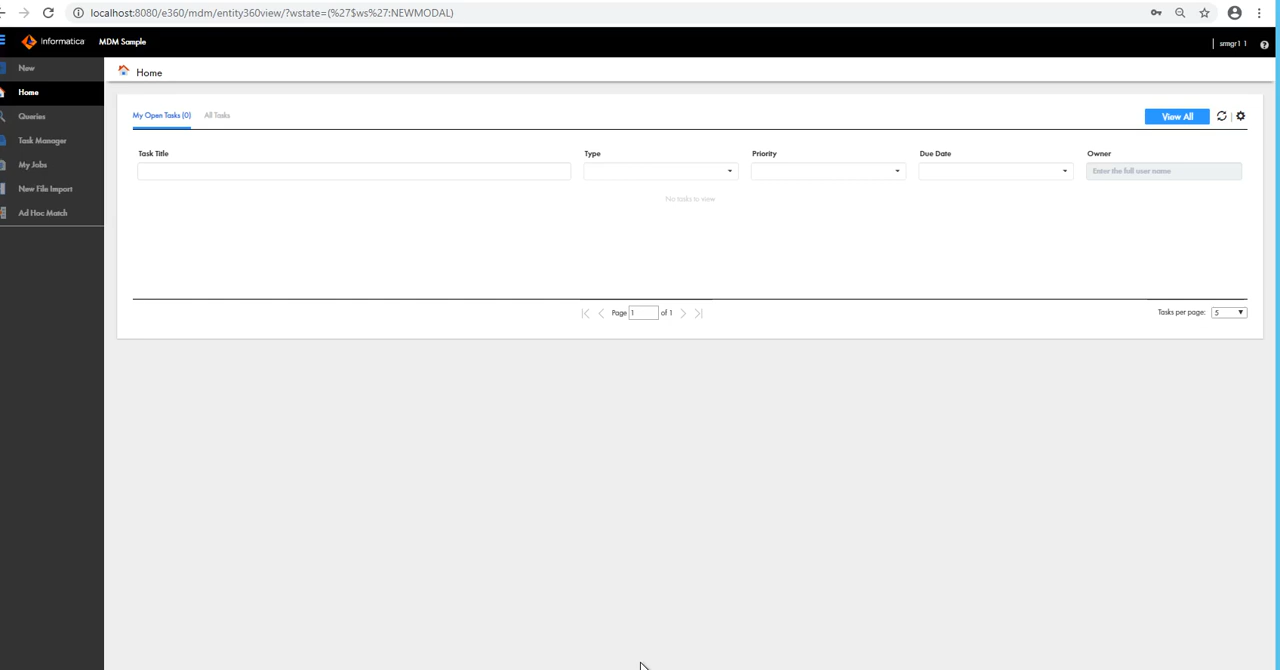 localhost:8080/e360/mdm/entity360view/?wstate=(%27$ws%27:NEWMODAL)
Informatica MDM Sample
srmgr1 1
New
Home
Queries
Task Manager
My Jobs
New File Import
Ad Hoc Match
Home
My Open Tasks (0) All Tasks
View All
Task Title Type Priority Due Date Owner
Enter the full user name
No tasks to view
Page 1 of 1
Tasks per page: 5